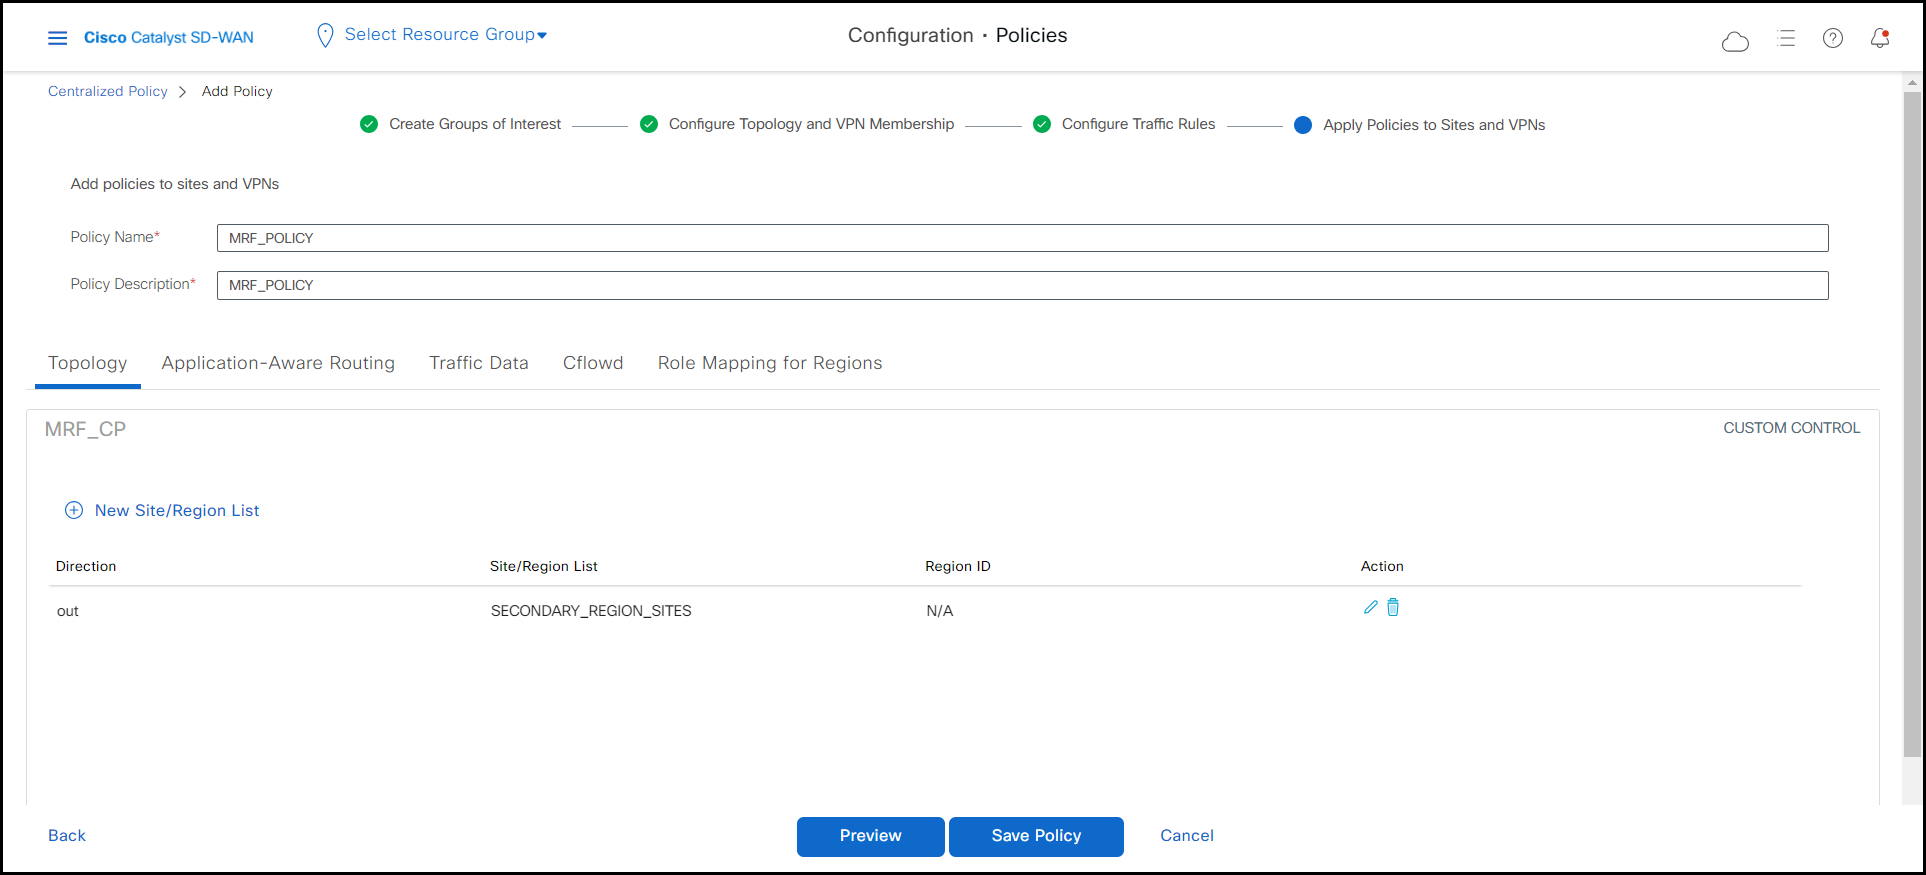 Cisco Catalyst SD-WAN
Select Resource Group
Configuration · Policies
Centralized Policy > Add Policy
Create Groups of Interest
Configure Topology and VPN Membership
Configure Traffic Rules
Apply Policies to Sites and VPNs
Add policies to sites and VPNs
Policy Name* MRF_POLICY
Policy Description* MRF_POLICY
Topology Application-Aware Routing Traffic Data Cflowd Role Mapping for Regions
MRF_CP CUSTOM CONTROL
New Site/Region List
Direction Site/Region List Region ID Action
out SECONDARY_REGION_SITES N/A
Back Preview Save Policy Cancel